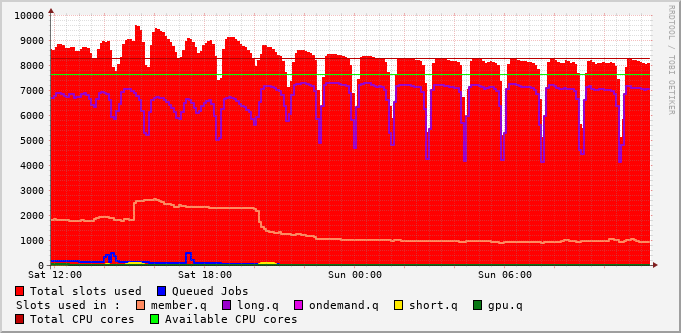 10000
9000
8000
7000
6000
5000
4000
3000
2000
1000
0
Sat 12:00 Sat 18:00 Sun 00:00 Sun 06:00
Total slots used Queued Jobs
Slots used in : member.q long.q ondemand.q short.q gpu.q
Total CPU cores Available CPU cores
RRDTOOL / TOBI OETIKER